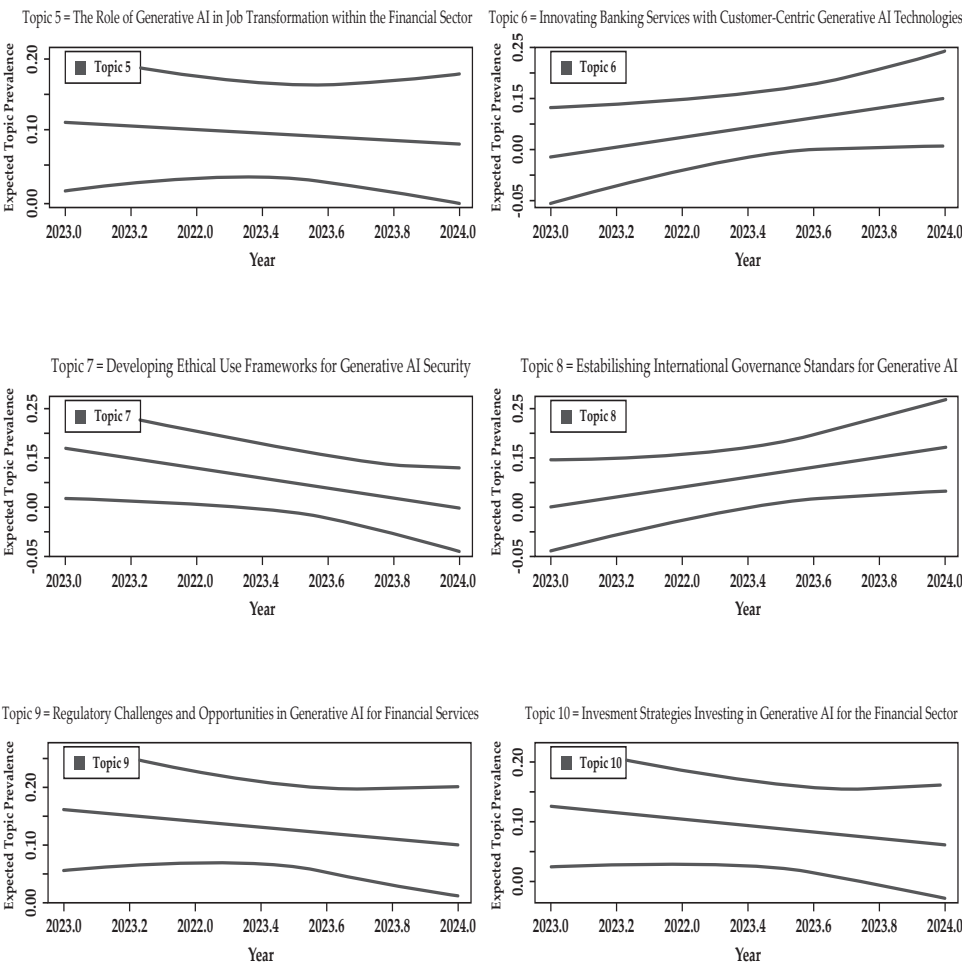 Topic 5 = The Role of Generative AI in Job Transformation within the Financial Sector
Expected Topic Prevalence
0.20
0.10
0.00
Topic 5
2023.0 2023.2 2022.0 2023.4 2023.6 2023.8 2024.0
Year
Topic 6 = Innovating Banking Services with Customer-Centric Generative AI Technologies
Expected Topic Prevalence
0.25
0.15
0.00
-0.05
Topic 6
2023.0 2023.2 2022.0 2023.4 2023.6 2023.8 2024.0
Year
Topic 7 = Developing Ethical Use Frameworks for Generative AI Security
Expected Topic Prevalence
0.25
0.15
0.00
-0.05
Topic 7
2023.0 2023.2 2022.0 2023.4 2023.6 2023.8 2024.0
Year
Topic 8 = Estabilishing International Governance Standars for Generative AI
Expected Topic Prevalence
0.25
0.15
0.00
-0.05
Topic 8
2023.0 2023.2 2022.0 2023.4 2023.6 2023.8 2024.0
Year
Topic 9 = Regulatory Challenges and Opportunities in Generative AI for Financial Services
Expected Topic Prevalence
0.20
0.10
0.00
Topic 9
2023.0 2023.2 2022.0 2023.4 2023.6 2023.8 2024.0
Year
Topic 10 = Invesment Strategies Investing in Generative AI for the Financial Sector
Expected Topic Prevalence
0.20
0.10
0.00
Topic 10
2023.0 2023.2 2022.0 2023.4 2023.6 2023.8 2024.0
Year